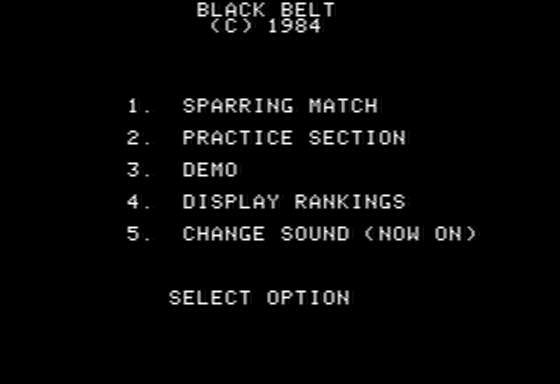 BLACK BELT
(C) 1984
1. SPARRING MATCH
2. PRACTICE SECTION
3. DEMO
4. DISPLAY RANKINGS
5. CHANGE SOUND (NOW ON)
SELECT OPTION